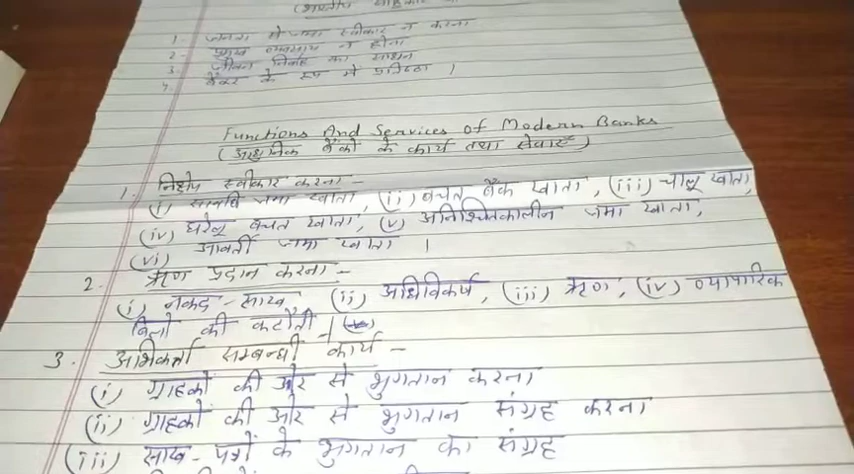 1. जनता से जमा स्वीकार न करना
2. मुख्य व्यवसाय न होना
3. जीवन निर्वाह का साधन
4. बैंकर के रूप में प्रतिष्ठा ।
Functions And Services of Modern Banks
(आधुनिक बैंकों के कार्य तथा सेवाएँ)
1. निक्षेप स्वीकार करना -
(i) सावधि जमा खाता, (ii) बचत बैंक खाता, (iii) चालू खाता,
(iv) घरेलू बचत खाता, (v) अनिश्चितकालीन जमा खाता,
(vi) आवर्ती जमा खाता ।
2. ऋण प्रदान करना -
(i) नकद-साख (ii) अधिविकर्ष, (iii) ऋण, (iv) व्यापारिक
बिलों की कटौती ।
3. अभिकर्ता सम्बन्धी कार्य -
(i) ग्राहकों की ओर से भुगतान करना
(ii) ग्राहकों की ओर से भुगतान संग्रह करना
(iii) साख-पत्रों के भुगतान का संग्रह